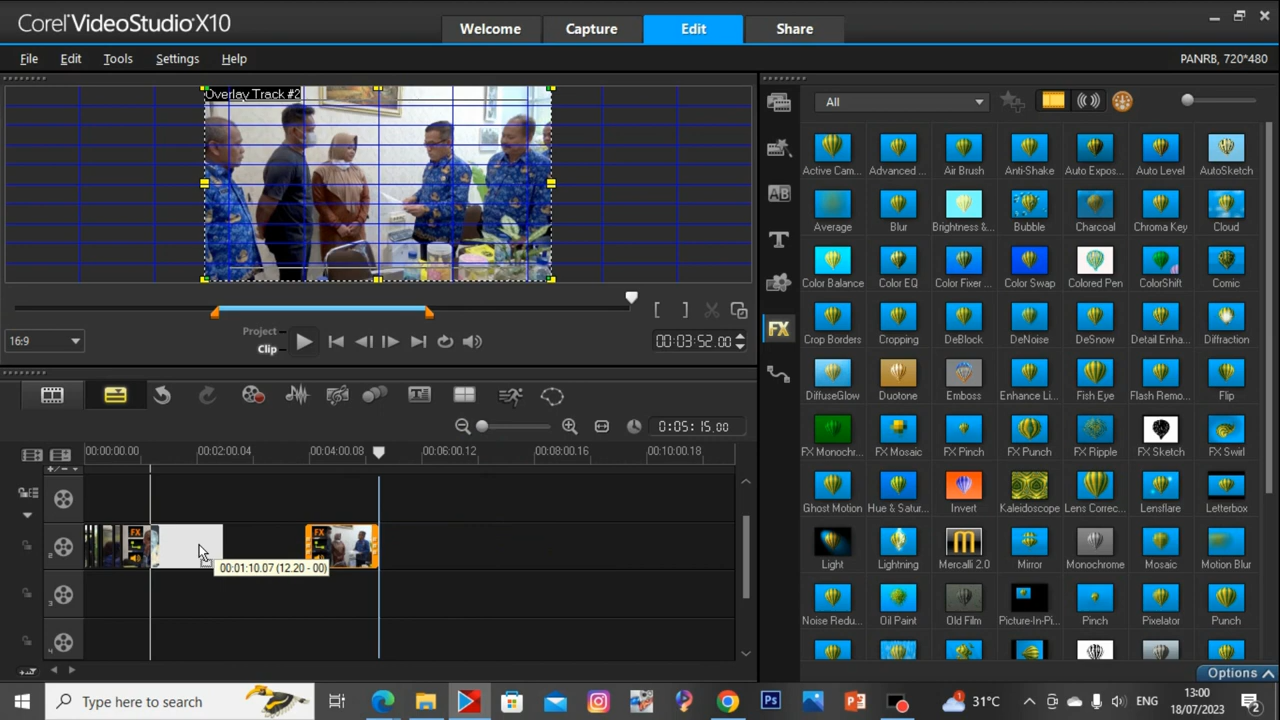 Corel VideoStudio X10
Welcome
Capture
Edit
Share
File
Edit
Tools
Settings
Help
PANRB, 720*480
Overlay Track #2
All
Active Cam...
Advanced ...
Air Brush
Anti-Shake
Auto Expos...
Auto Level
AutoSketch
Average
Blur
Brightness &...
Bubble
Charcoal
Chroma Key
Cloud
Color Balance
Color EQ
Color Fixer ...
Color Swap
Colored Pen
ColorShift
Comic
Crop Borders
Cropping
DeBlock
DeNoise
DeSnow
Detail Enha...
Diffraction
DiffuseGlow
Duotone
Emboss
Enhance Li...
Fish Eye
Flash Remo...
Flip
FX Monochr...
FX Mosaic
FX Pinch
FX Punch
FX Ripple
FX Sketch
FX Swirl
Ghost Motion
Hue & Satur...
Invert
Kaleidoscope
Lens Correc...
Lensflare
Letterbox
Light
Lightning
Mercalli 2.0
Mirror
Monochrome
Mosaic
Motion Blur
Noise Redu...
Oil Paint
Old Film
Picture-In-Pi...
Pinch
Pixelator
Punch
AB
T
FX
16:9
Project
Clip
00:03:52.00
0:05:15.00
00:00:00.00
00:02:00.04
00:04:00.08
00:06:00.12
00:08:00.16
00:10:00.18
2
FX
FX
00:01:10.07 (12.20 - 00)
3
4
Options
Type here to search
Ps
31°C
ENG
13:00
18/07/2023
2